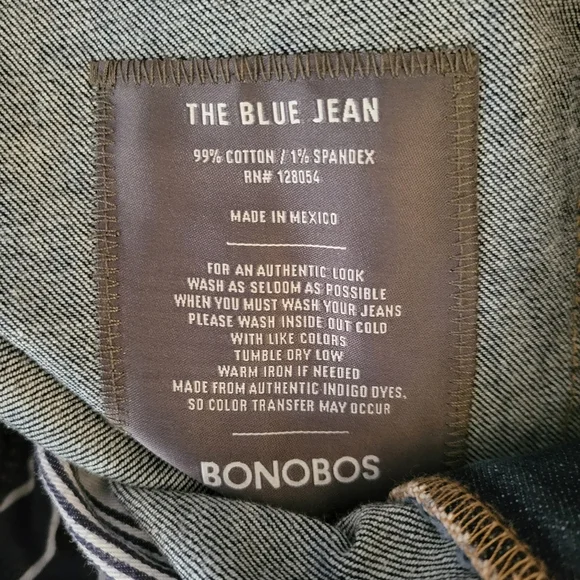 THE BLUE JEAN
99% COTTON / 1% SPANDEX
RN# 128054
MADE IN MEXICO
FOR AN AUTHENTIC LOOK
WASH AS SELDOM AS POSSIBLE
WHEN YOU MUST WASH YOUR JEANS
PLEASE WASH INSIDE OUT COLD
WITH LIKE COLORS
TUMBLE DRY LOW
WARM IRON IF NEEDED
MADE FROM AUTHENTIC INDIGO DYES,
SO COLOR TRANSFER MAY OCCUR
BONOBOS